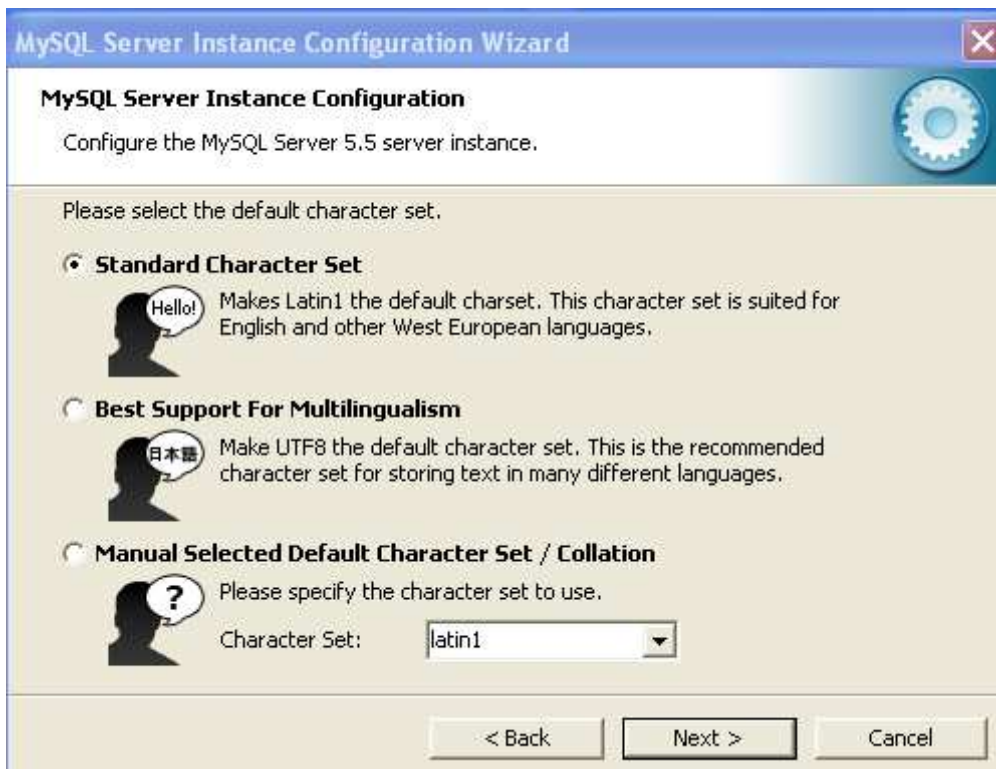 MySQL Server Instance Configuration Wizard
MySQL Server Instance Configuration
Configure the MySQL Server 5.5 server instance.
Please select the default character set.
Standard Character Set
Hello!
Makes Latin1 the default charset. This character set is suited for
English and other West European languages.
Best Support For Multilingualism
日本語
Make UTF8 the default character set. This is the recommended
character set for storing text in many different languages.
Manual Selected Default Character Set / Collation
?
Please specify the character set to use.
Character Set: latin1
< Back Next > Cancel